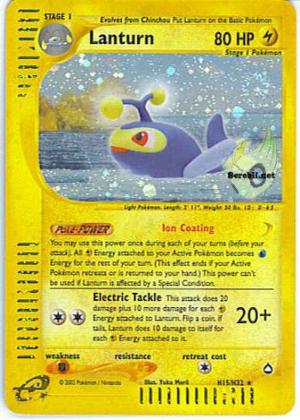 STAGE 1
Evolves from Chinchou Put Lanturn on the Basic Pokémon
Lanturn 80 HP
Stage 1 Pokémon
Berebil.net
Light Pokémon. Length: 3' 11", Weight: 50 lbs.
Poké-POWER Ion Coating
You may use this power once during each of your turns (before your
attack). All Energy attached to your Active Pokémon becomes
Energy for the rest of your turn. (This effect ends if your Active
Pokémon retreats or is returned to your hand.) This power can't
be used if Lanturn is affected by a Special Condition.
Electric Tackle This attack does 20
damage plus 10 more damage for each
Energy attached to Lanturn. Flip a coin. If
tails, Lanturn does 10 damage to itself for
each Energy attached to it.
20+
weakness resistance retreat cost
©2002 Pokémon / Nintendo
Illus. Yuka Morii
H15/H32